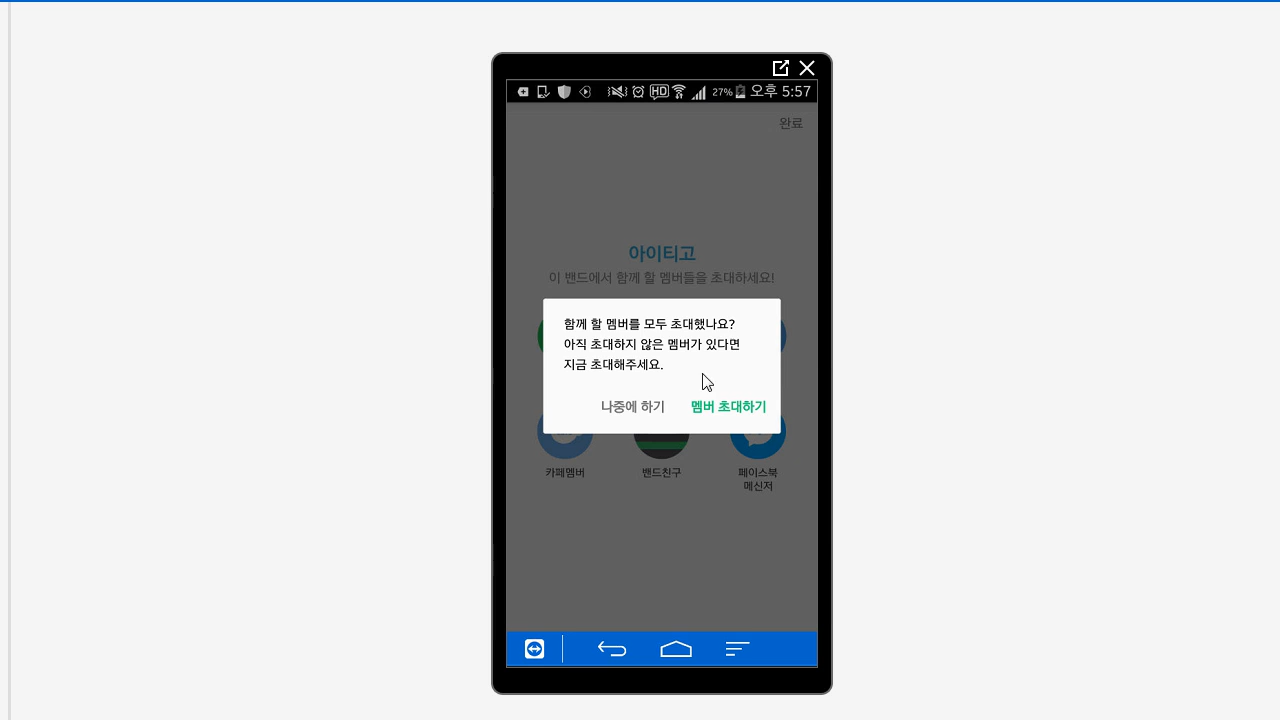 HD 27% 오후 5:57
완료
아이티고
이 밴드에서 함께 할 멤버들을 초대하세요!
함께 할 멤버를 모두 초대했나요?
아직 초대하지 않은 멤버가 있다면
지금 초대해주세요.
나중에 하기 멤버 초대하기
카페멤버 밴드친구 페이스북
메신저